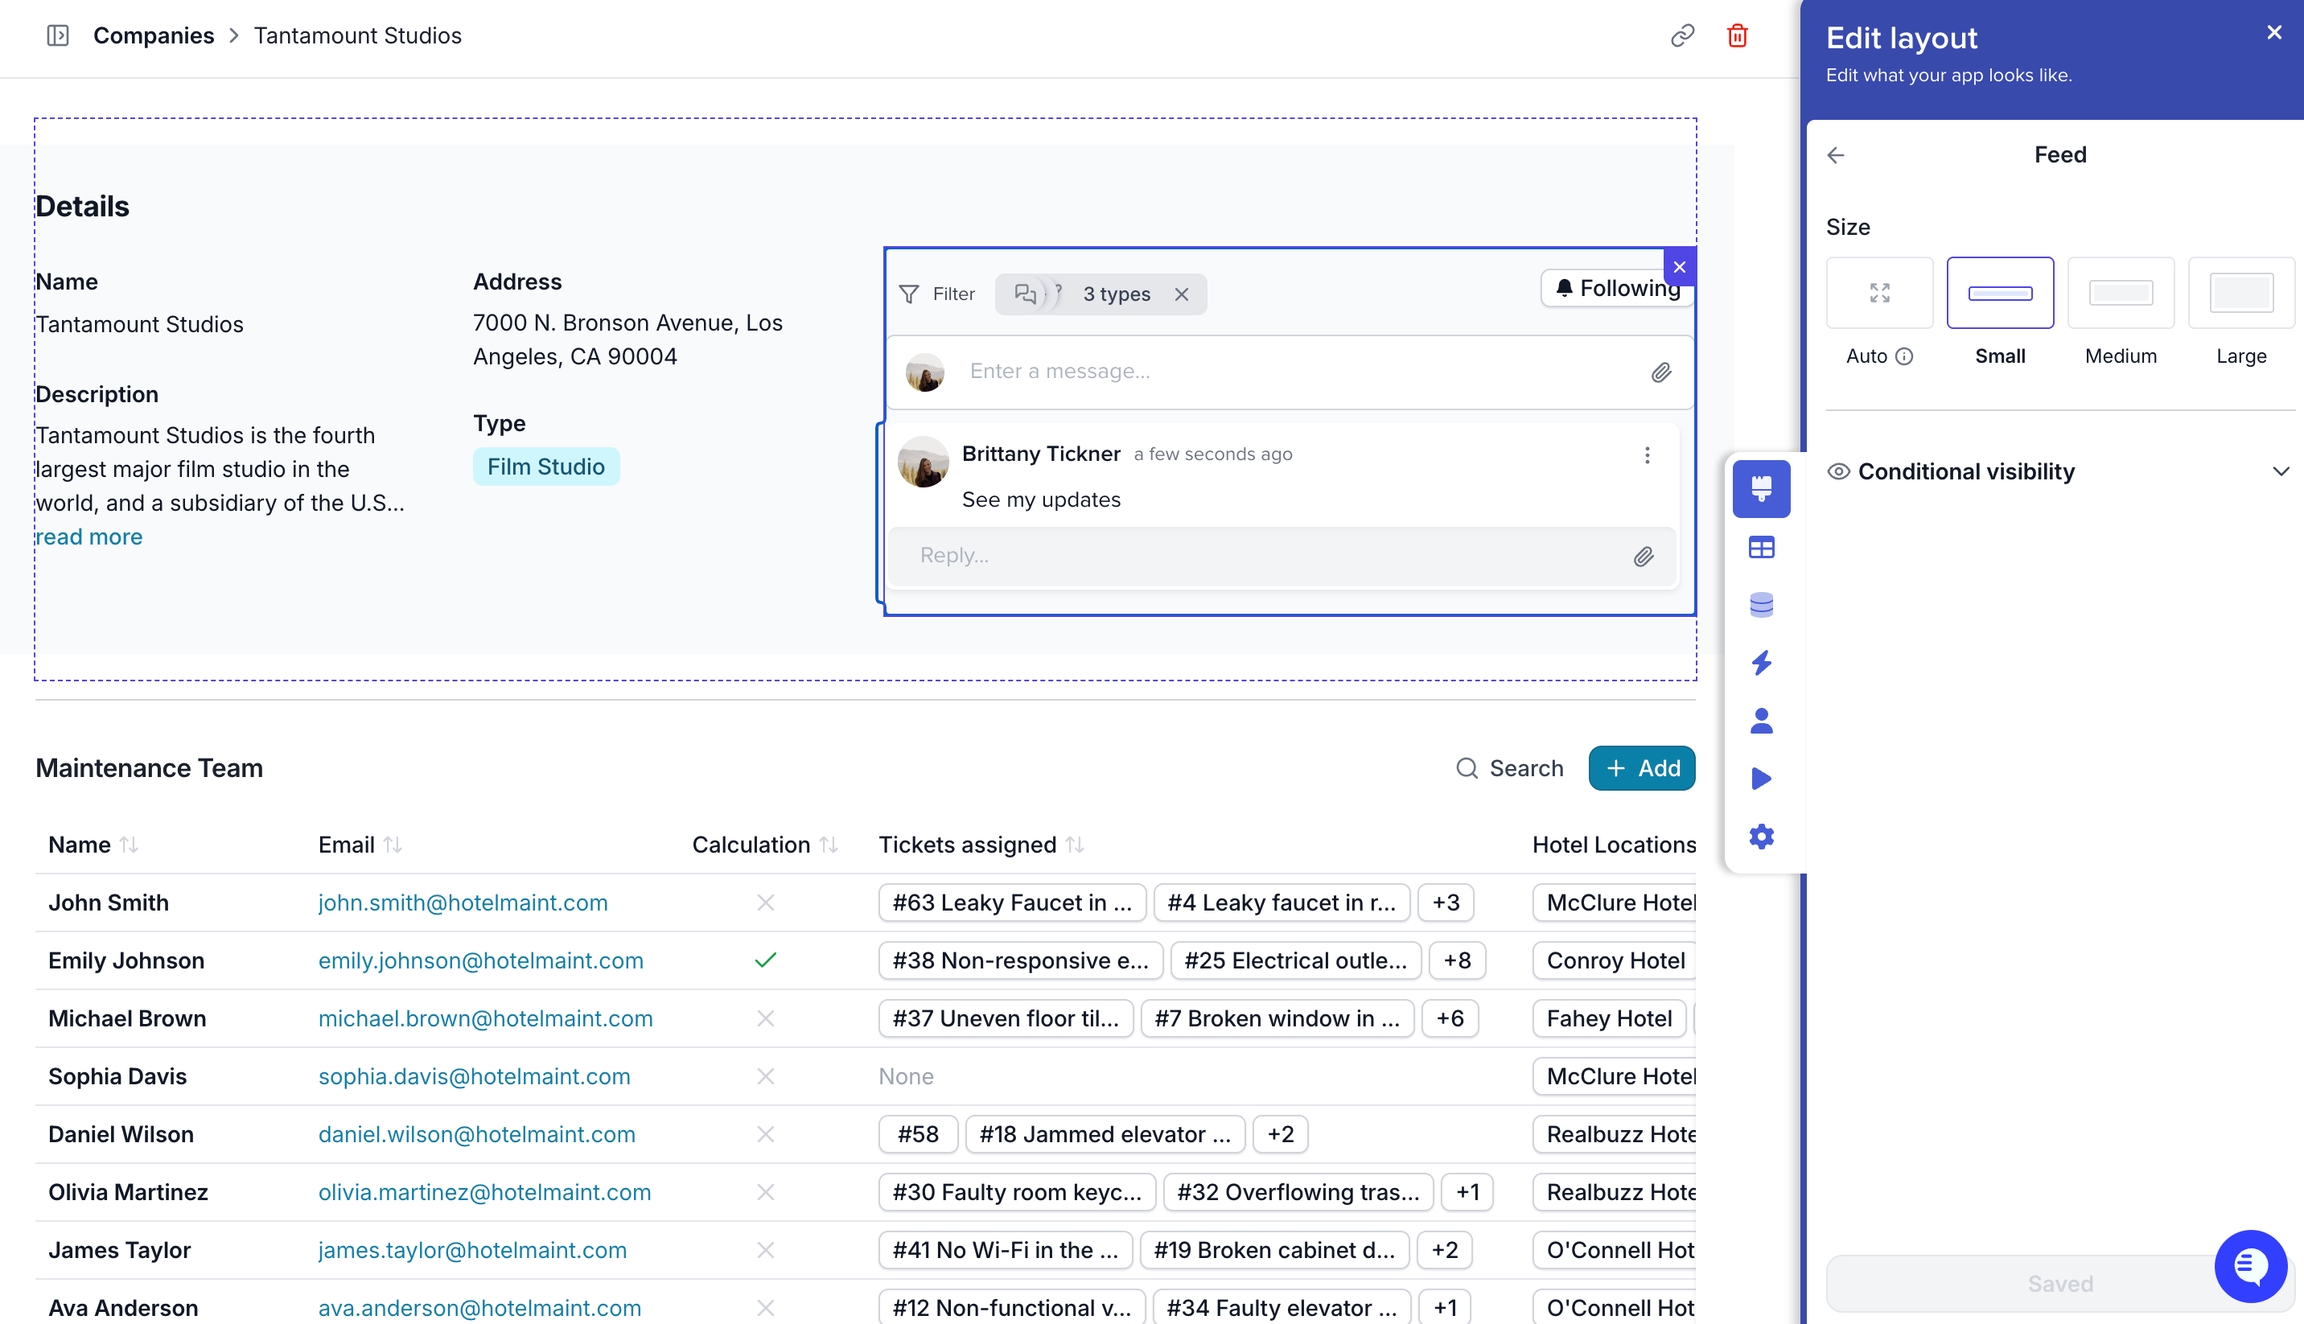 Companies > Tantamount Studios
Edit layout
Edit what your app looks like.
Feed
Size
Auto Small Medium Large
Conditional visibility
Saved
Details
Name
Tantamount Studios
Description
Tantamount Studios is the fourth
largest major film studio in the
world, and a subsidiary of the U.S...
read more
Address
7000 N. Bronson Avenue, Los
Angeles, CA 90004
Type
Film Studio
Filter 3 types Following
Enter a message...
Brittany Tickner a few seconds ago
See my updates
Reply...
Maintenance Team Search + Add
Name Email Calculation Tickets assigned Hotel Locations
John Smith john.smith@hotelmaint.com #63 Leaky Faucet in ... #4 Leaky faucet in r... +3 McClure Hotel
Emily Johnson emily.johnson@hotelmaint.com #38 Non-responsive e... #25 Electrical outle... +8 Conroy Hotel
Michael Brown michael.brown@hotelmaint.com #37 Uneven floor til... #7 Broken window in ... +6 Fahey Hotel
Sophia Davis sophia.davis@hotelmaint.com None McClure Hotel
Daniel Wilson daniel.wilson@hotelmaint.com #58 #18 Jammed elevator ... +2 Realbuzz Hote
Olivia Martinez olivia.martinez@hotelmaint.com #30 Faulty room keyc... #32 Overflowing tras... +1 Realbuzz Hote
James Taylor james.taylor@hotelmaint.com #41 No Wi-Fi in the ... #19 Broken cabinet d... +2 O'Connell Hot
Ava Anderson ava.anderson@hotelmaint.com #12 Non-functional v... #34 Faulty elevator ... +1 O'Connell Hot